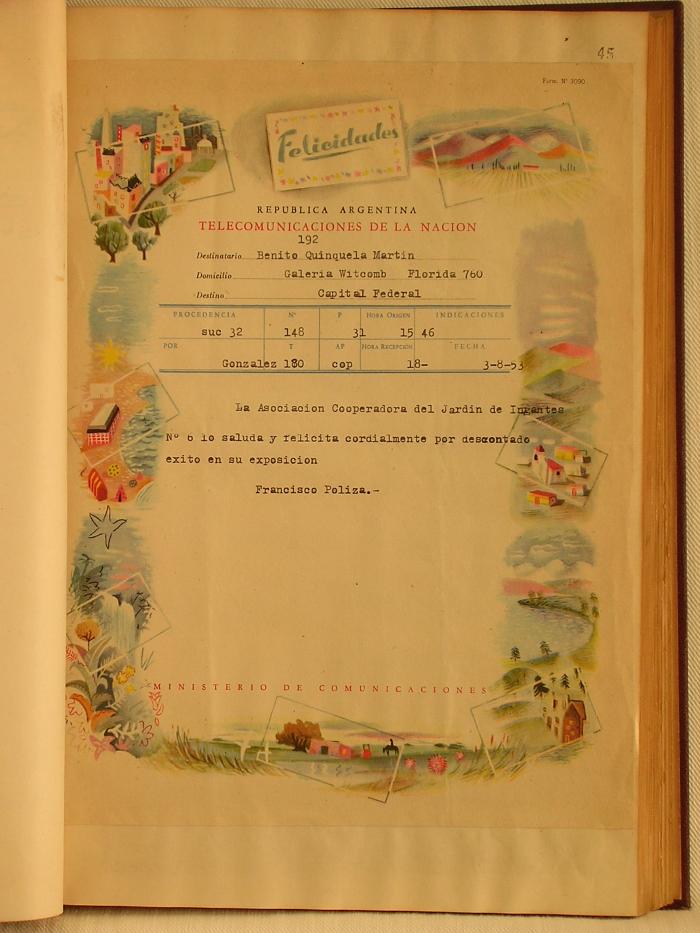 45
Form. Nº 3090
Felicidades
REPUBLICA ARGENTINA
TELECOMUNICACIONES DE LA NACION
192
Destinatario Benito Quinquela Martin
Domicilio Galeria Witcomb Florida 760
Destino Capital Federal
PROCEDENCIA Nº P HORA ORIGEN INDICACIONES
suc 32 148 31 15 46
POR T AP HORA RECEPCIÓN FECHA
Gonzalez 180 cop 18- 3-8-53
La Asociacion Cooperadora del Jardin de Ingantes
Nº 6 lo saluda y felicita cordialmente por descontado
exito en su exposicion
Francisco Poliza.-
MINISTERIO DE COMUNICACIONES